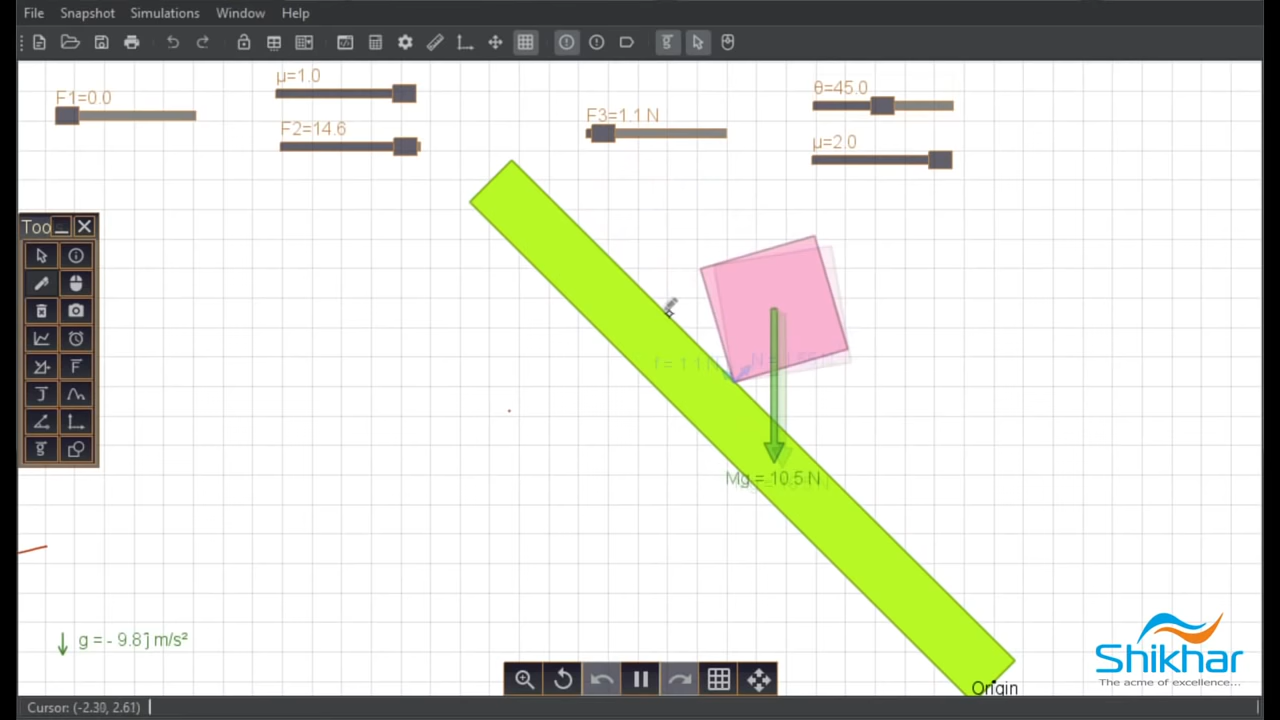 File Snapshot Simulations Window Help
F1=0.0
μ=1.0
F2=14.6
F3=1.1 N
θ=45.0
μ=2.0
Too
f = 1.1 N
Mg = 10.5 N
g = - 9.81 m/s²
Origin
Shikhar
The acme of excellence...
Cursor: (-2.30, 2.61)